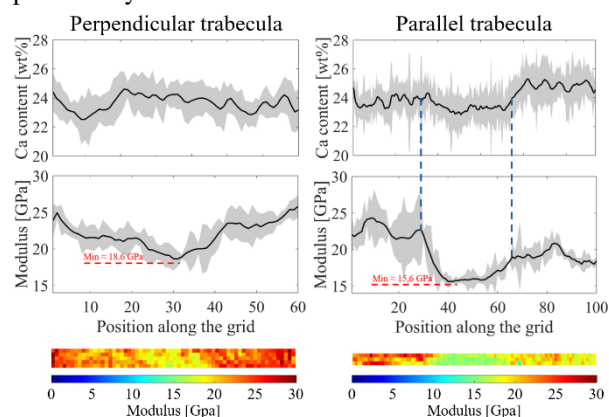 Perpendicular trabecula
Parallel trabecula
Ca content [wt%]
28
26
24
22
20
Ca content [wt%]
28
26
24
22
20
Modulus [GPa]
30
25
20
15
Min ≈ 18.6 GPa
10 20 30 40 50 60
Position along the grid
Modulus [GPa]
30
25
20
15
Min ≈ 15,6 GPa
20 40 60 80 100
Position along the grid
0 5 10 15 20 25 30
Modulus [Gpa]
0 5 10 15 20 25 30
Modulus [Gpa]